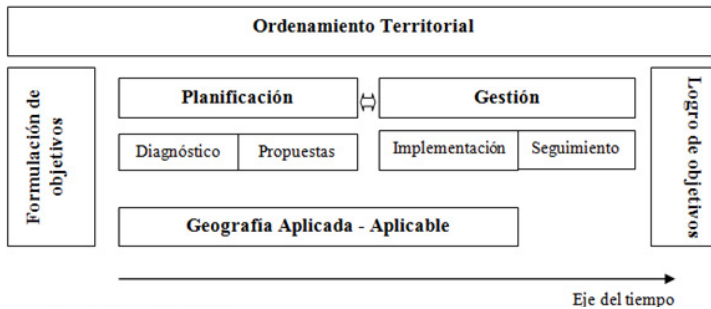 Ordenamiento Territorial
Formulación de
objetivos
Planificación
Gestión
Diagnóstico
Propuestas
Implementación
Seguimiento
Geografía Aplicada - Aplicable
Logro de objetivos
Eje del tiempo